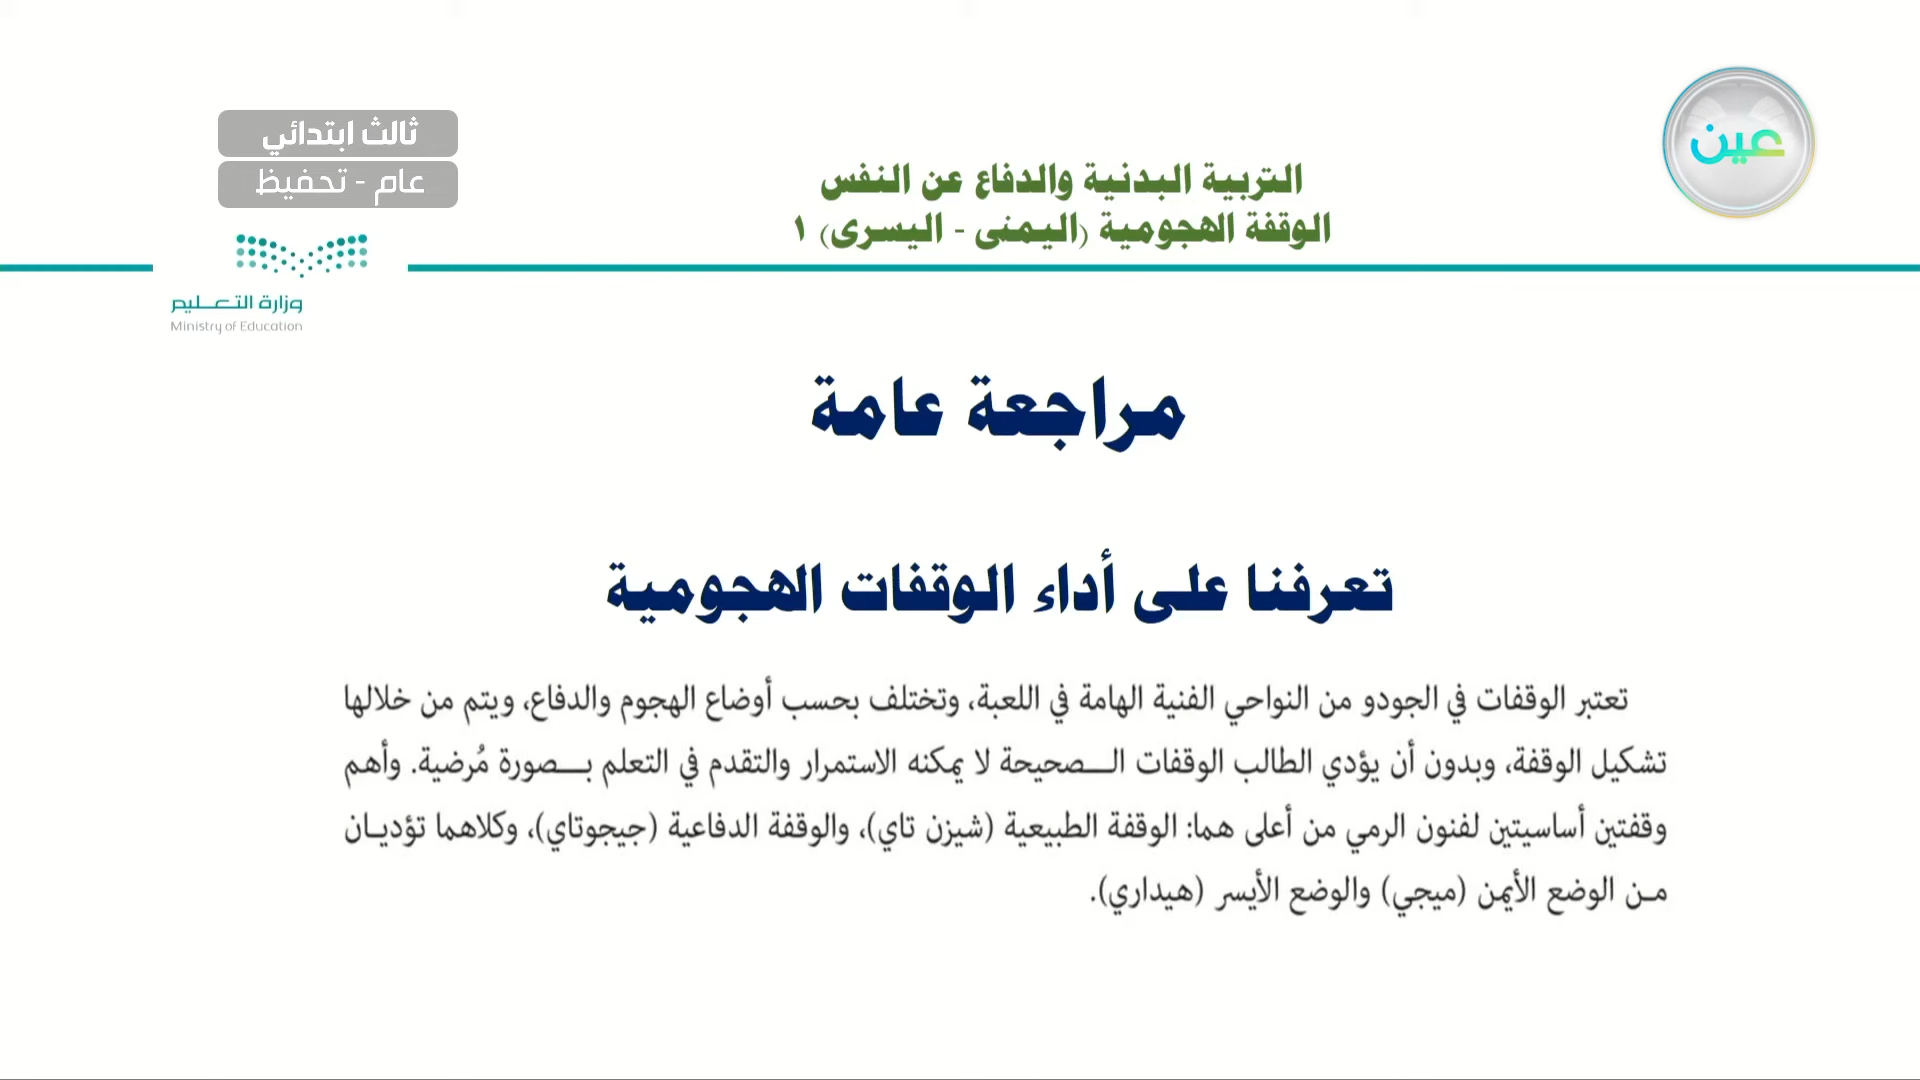 عين
ثالث ابتدائي
عام - تحفيظ
التربية البدنية والدفاع عن النفس
الوقفة الهجومية (اليمنى - اليسرى) ١
وزارة التعليم
Ministry of Education
مراجعة عامة
تعرفنا على أداء الوقفات الهجومية
تعتبر الوقفات في الجودو من النواحي الفنية الهامة في اللعبة، وتختلف بحسب أوضاع الهجوم والدفاع، ويتم من خلالها
تشكيل الوقفة، وبدون أن يؤدي الطالب الوقفات الصحيحة لا يمكنه الاستمرار والتقدم في التعلم بصورة مُرضية. وأهم
وقفتين أساسيتين لفنون الرمي من أعلى هما: الوقفة الطبيعية (شيزن تاي)، والوقفة الدفاعية (جيجوتاي)، وكلاهما تؤديان
من الوضع الأيمن (ميجي) والوضع الأيسر (هيداري).